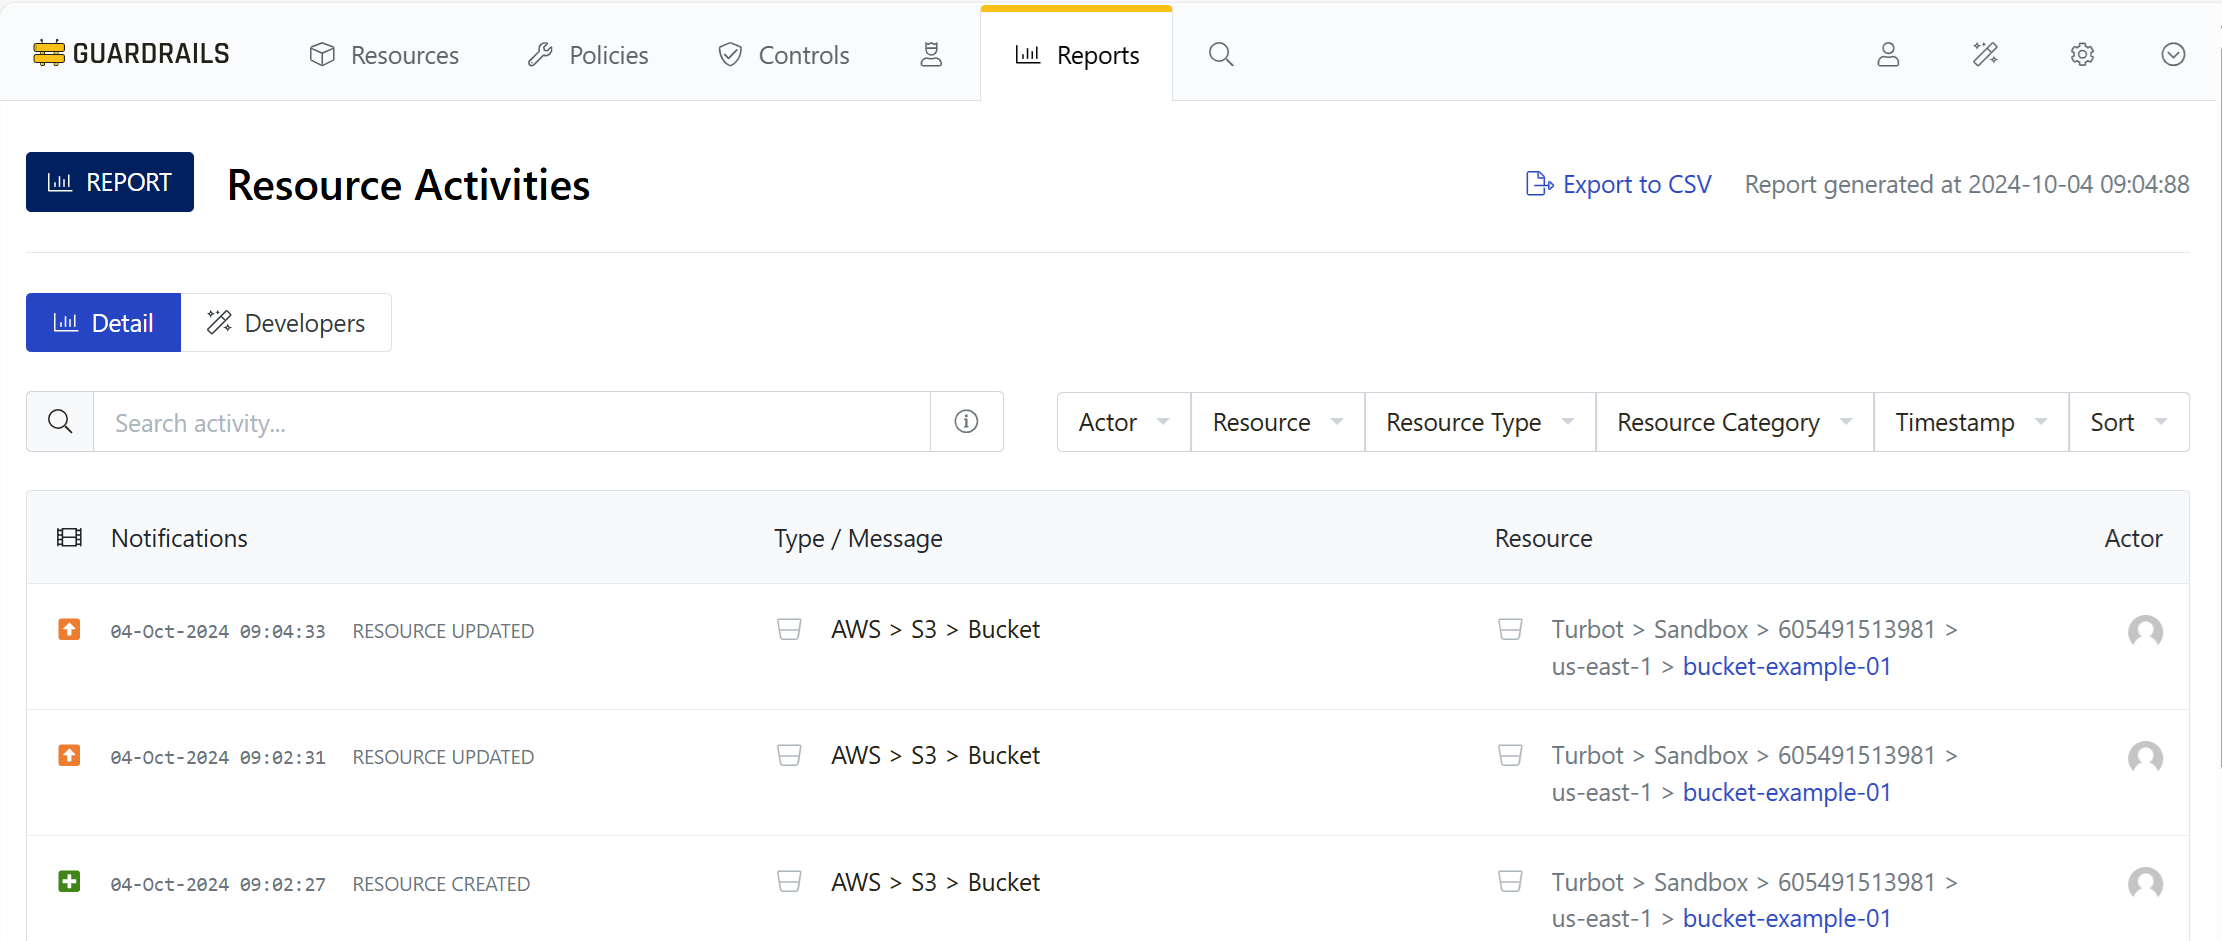 GUARDRAILS Resources Policies Controls Reports
REPORT Resource Activities Export to CSV Report generated at 2024-10-04 09:04:88
Detail Developers
Search activity... Actor Resource Resource Type Resource Category Timestamp Sort
Notifications Type / Message Resource Actor
04-Oct-2024 09:04:33 RESOURCE UPDATED AWS > S3 > Bucket Turbot > Sandbox > 605491513981 >
us-east-1 > bucket-example-01
04-Oct-2024 09:02:31 RESOURCE UPDATED AWS > S3 > Bucket Turbot > Sandbox > 605491513981 >
us-east-1 > bucket-example-01
04-Oct-2024 09:02:27 RESOURCE CREATED AWS > S3 > Bucket Turbot > Sandbox > 605491513981 >
us-east-1 > bucket-example-01